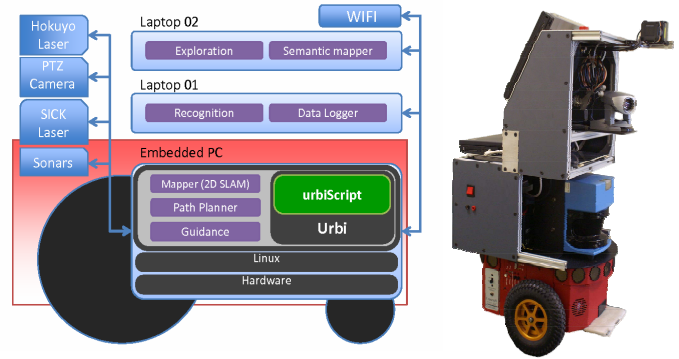 Hokuyo
Laser
PTZ
Camera
SICK
Laser
Sonars
WIFI
Laptop 02
Exploration
Semantic mapper
Laptop 01
Recognition
Data Logger
Embedded PC
Mapper (2D SLAM)
Path Planner
Guidance
urbiScript
Urbi
Linux
Hardware